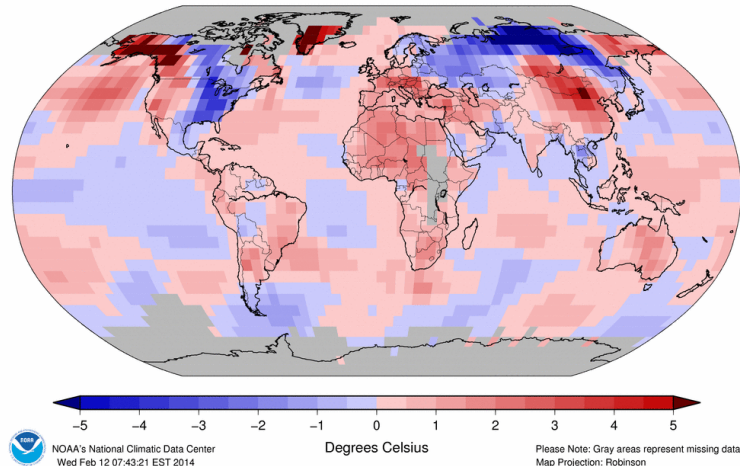 −5 −4 −3 −2 −1 0 1 2 3 4 5
Degrees Celsius
NOAA
NOAA's National Climatic Data Center
Wed Feb 12 07:43:21 EST 2014
Please Note: Gray areas represent missing data
Map Projection: Robinson